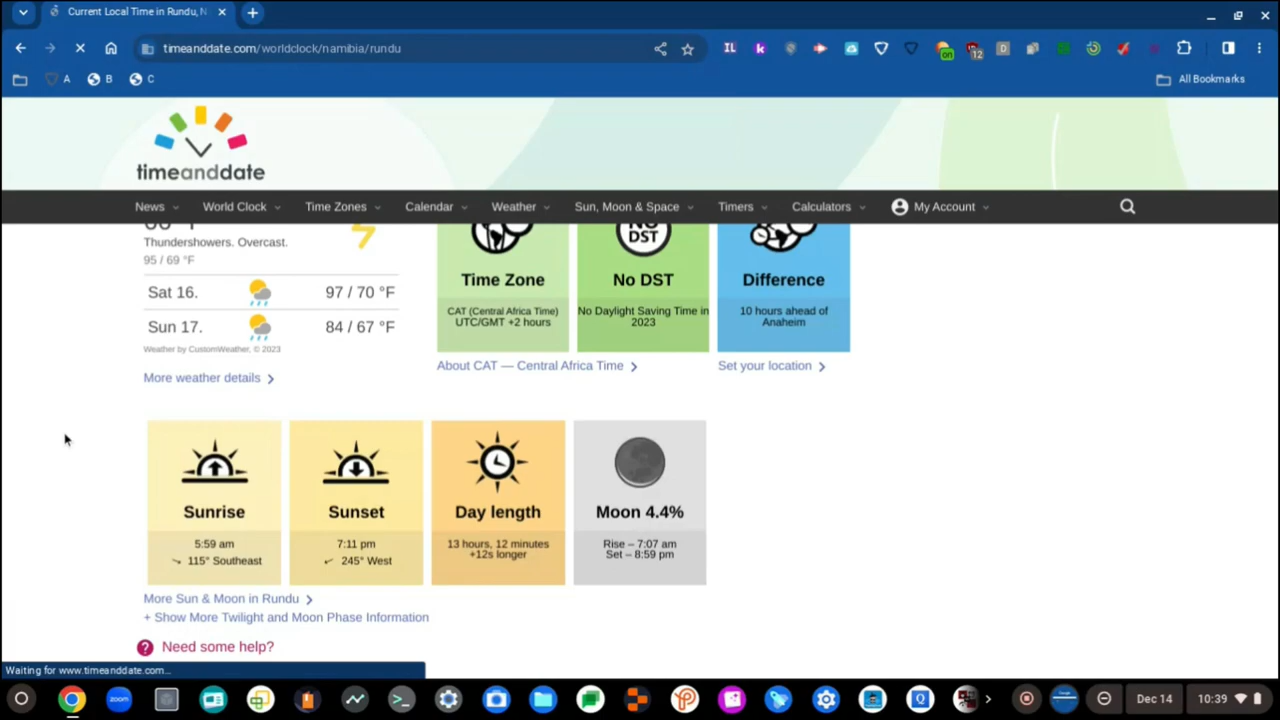 Current Local Time in Rundu, N
timeanddate.com/worldclock/namibia/rundu
IL
k
on
12
D
A
B
C
All Bookmarks
timeanddate
News
World Clock
Time Zones
Calendar
Weather
Sun, Moon & Space
Timers
Calculators
My Account
Thundershowers. Overcast.
95 / 69 °F
Sat 16.
97 / 70 °F
Sun 17.
84 / 67 °F
Weather by CustomWeather, © 2023
More weather details
Time Zone
CAT (Central Africa Time)
UTC/GMT +2 hours
About CAT — Central Africa Time
DST
No DST
No Daylight Saving Time in
2023
Difference
10 hours ahead of
Anaheim
Set your location
Sunrise
5:59 am
115° Southeast
Sunset
7:11 pm
245° West
Day length
13 hours, 12 minutes
+12s longer
Moon 4.4%
Rise – 7:07 am
Set – 8:59 pm
More Sun & Moon in Rundu
+ Show More Twilight and Moon Phase Information
? Need some help?
Waiting for www.timeanddate.com...
zoom
Q
Dec 14
10:39